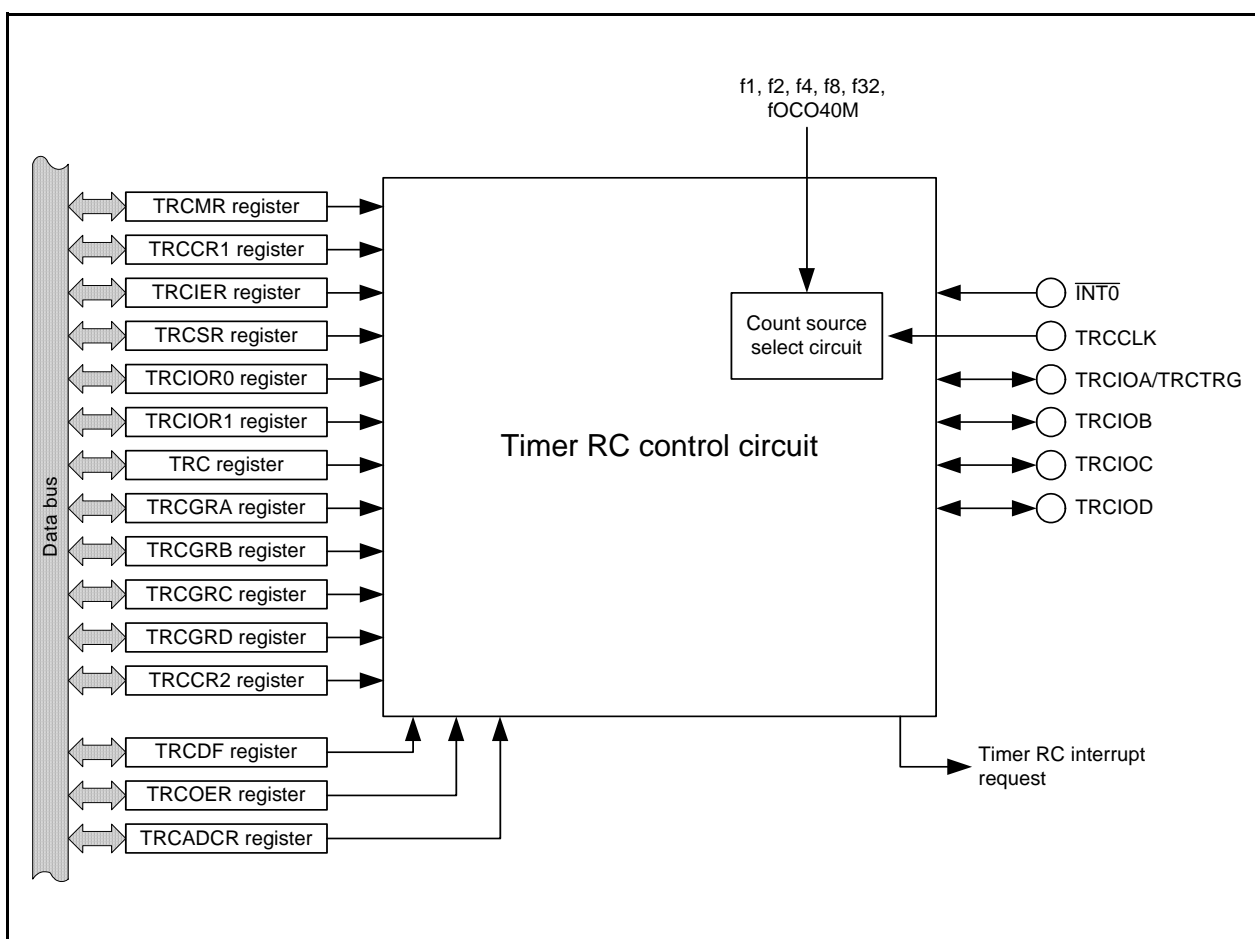 f1, f2, f4, f8, f32,
fOCO40M
Data bus
TRCMR register
TRCCR1 register
TRCIER register
TRCSR register
TRCIOR0 register
TRCIOR1 register
TRC register
TRCGRA register
TRCGRB register
TRCGRC register
TRCGRD register
TRCCR2 register
TRCDF register
TRCOER register
TRCADCR register
Timer RC control circuit
Count source
select circuit
INT0
TRCCLK
TRCIOA/TRCTRG
TRCIOB
TRCIOC
TRCIOD
Timer RC interrupt
request